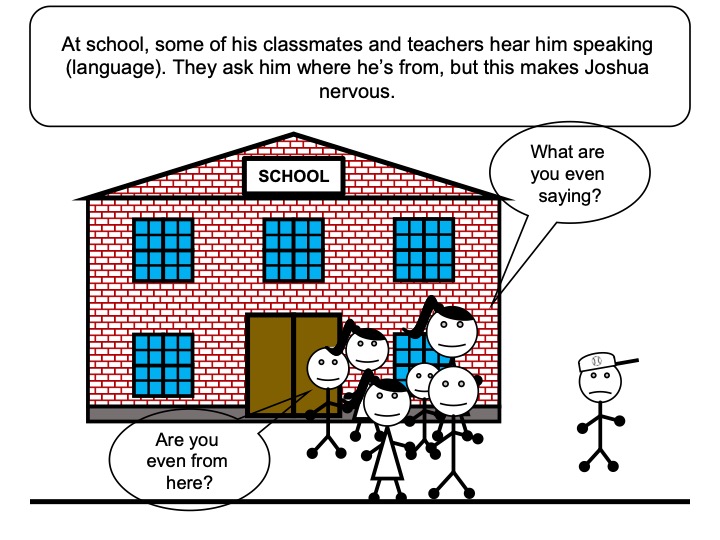 At school, some of his classmates and teachers hear him speaking
(language). They ask him where he’s from, but this makes Joshua
nervous.
What are
you even
saying?
SCHOOL
Are you
even from
here?